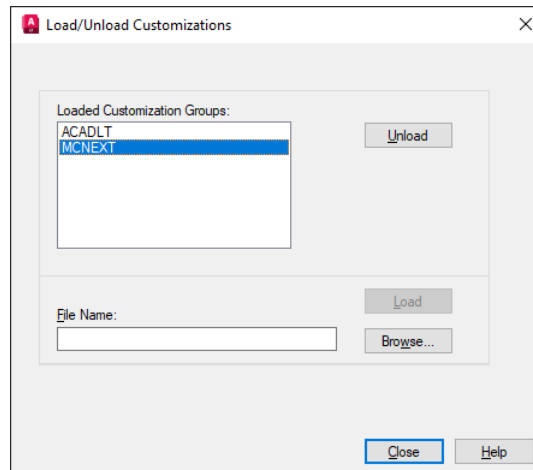 Load/Unload Customizations
Loaded Customization Groups:
ACADLT
MCNEXT
Unload
Load
File Name:
Browse...
Close
Help